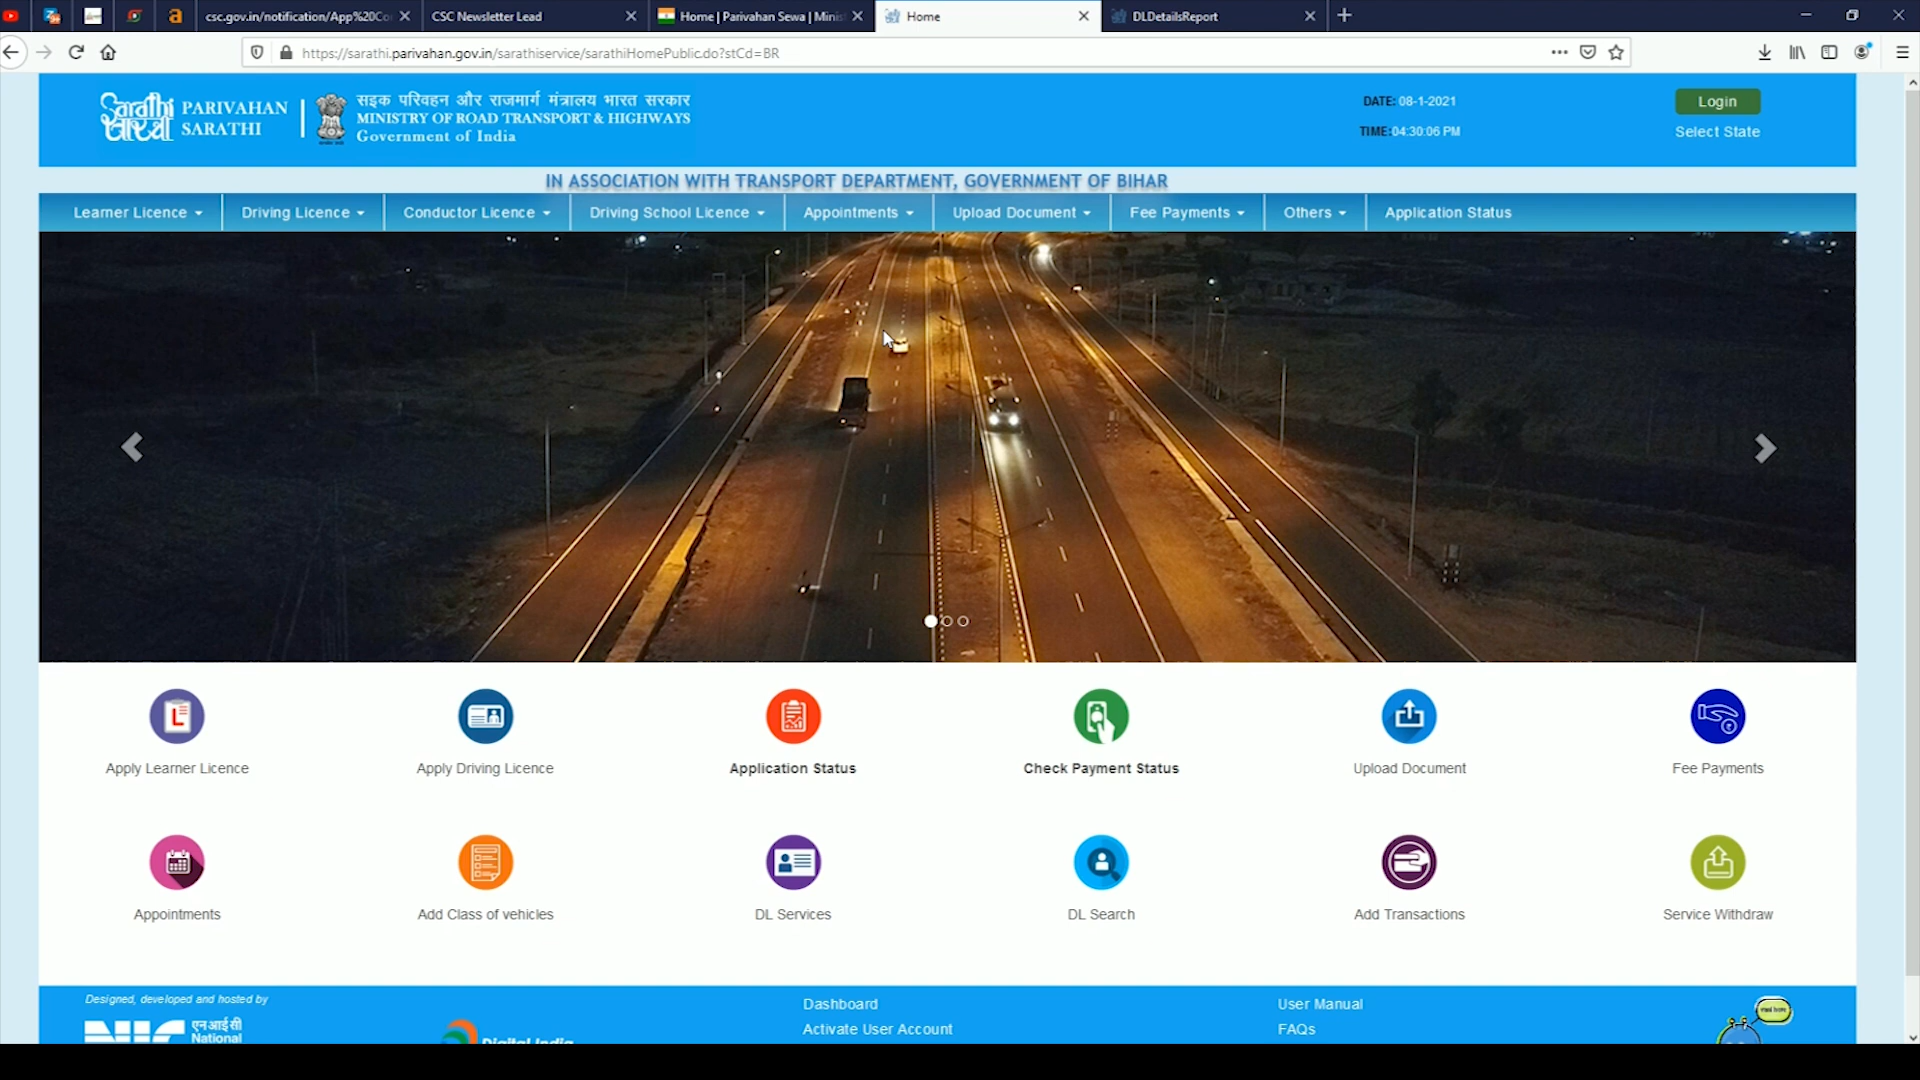 csc.gov.in/notification/App%20Co
CSC Newsletter Lead
Home | Parivahan Sewa | Minis
Home
DLDetailsReport
https://sarathi.parivahan.gov.in/sarathiservice/sarathiHomePublic.do?stCd=BR
PARIVAHAN
SARATHI
सड़क परिवहन और राजमार्ग मंत्रालय भारत सरकार
MINISTRY OF ROAD TRANSPORT & HIGHWAYS
Government of India
DATE: 08-1-2021
TIME:04:30:06 PM
Login
Select State
IN ASSOCIATION WITH TRANSPORT DEPARTMENT, GOVERNMENT OF BIHAR
Learner Licence
Driving Licence
Conductor Licence
Driving School Licence
Appointments
Upload Document
Fee Payments
Others
Application Status
Apply Learner Licence
Apply Driving Licence
Application Status
Check Payment Status
Upload Document
Fee Payments
Appointments
Add Class of vehicles
DL Services
DL Search
Add Transactions
Service Withdraw
Designed, developed and hosted by
NIC
एनआईसी
National
Digital India
Dashboard
Activate User Account
User Manual
FAQs